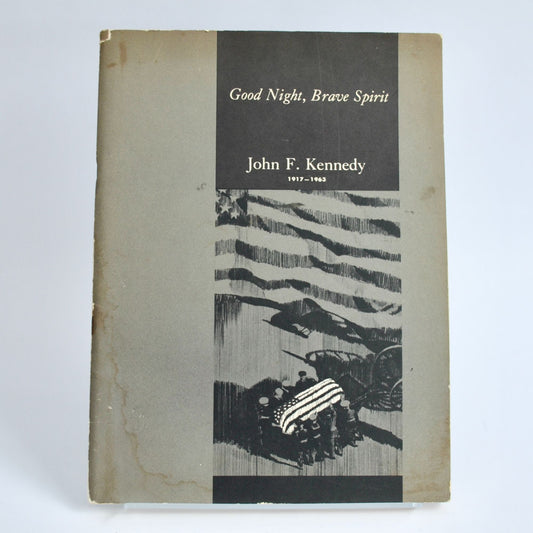 Good Night, Brave Spirit
John F. Kennedy
1917–1963